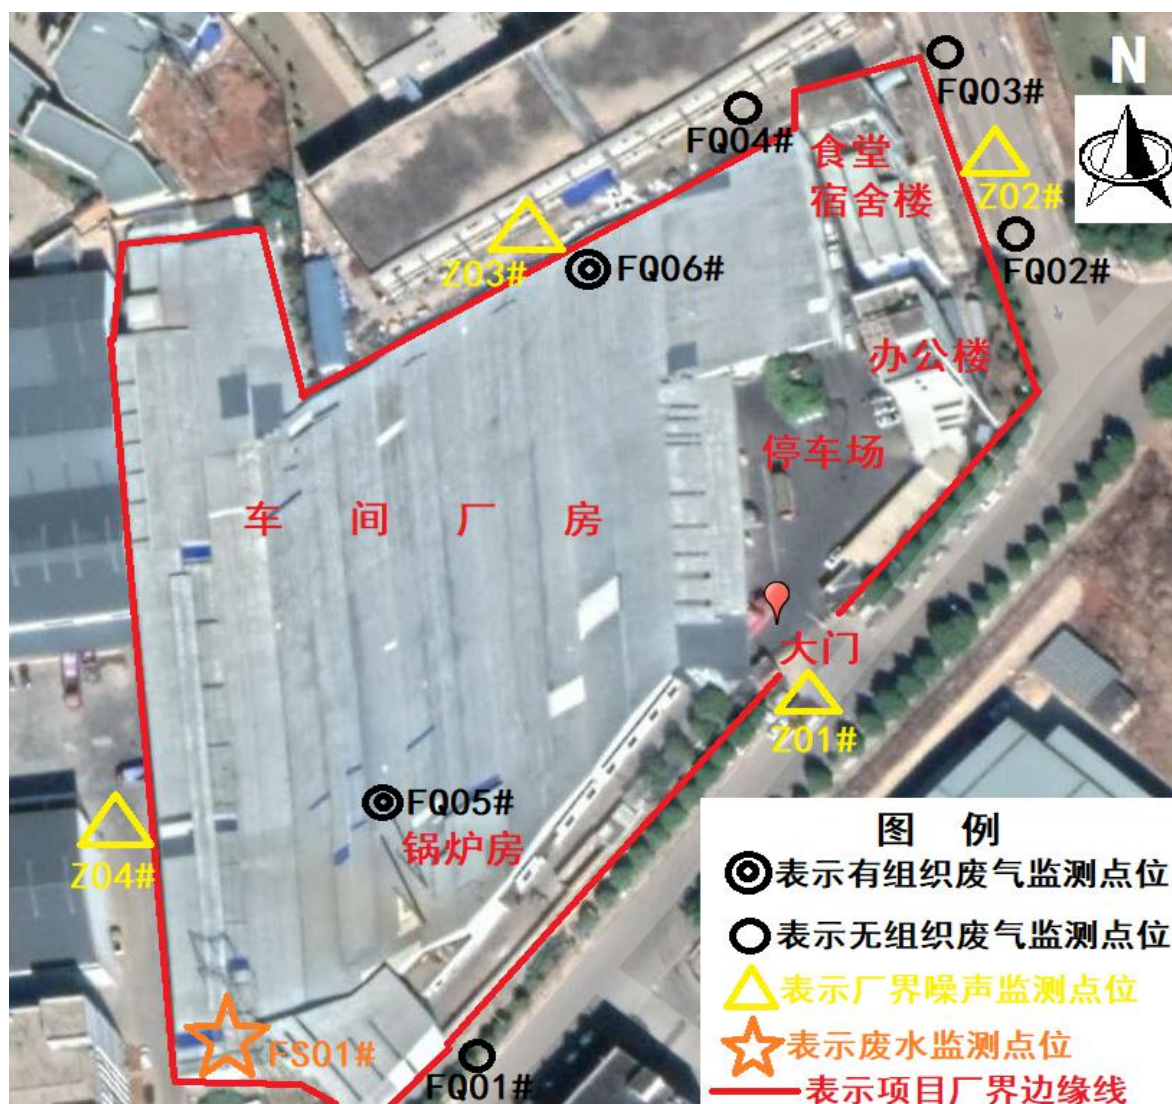 N
FQ03#
FQ04#
食堂
宿舍楼
Z02#
FQ02#
Z03#
FQ06#
办公楼
停车场
车 间 厂 房
大门
Z01#
FQ05#
锅炉房
Z04#
FS01#
FQ01#
图 例
表示有组织废气监测点位
表示无组织废气监测点位
表示厂界噪声监测点位
表示废水监测点位
表示项目厂界边缘线